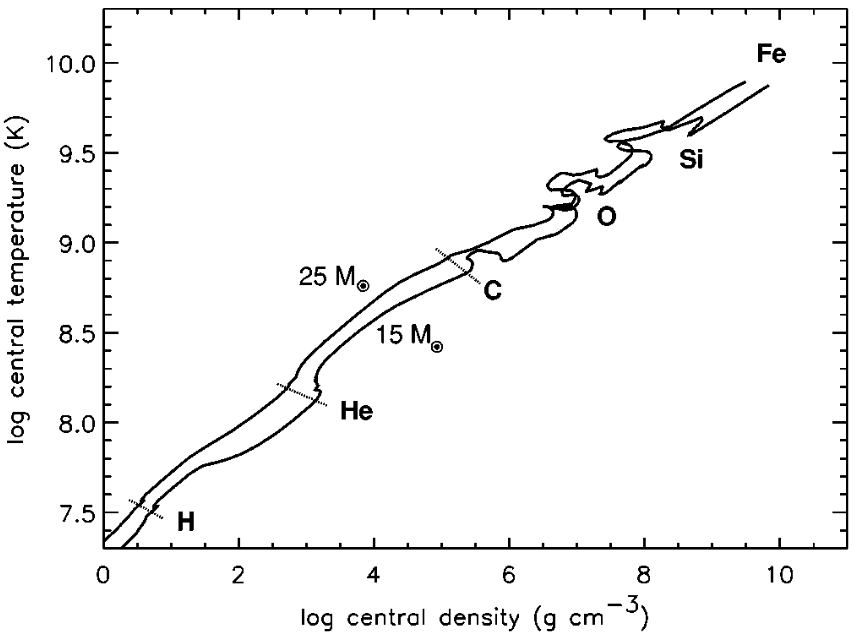 Fe
10.0
Si
9.5
O
9.0
25 M☉
C
15 M☉
8.5
He
8.0
H
7.5
0 2 4 6 8 10
log central temperature (K)
log central density (g cm⁻³)